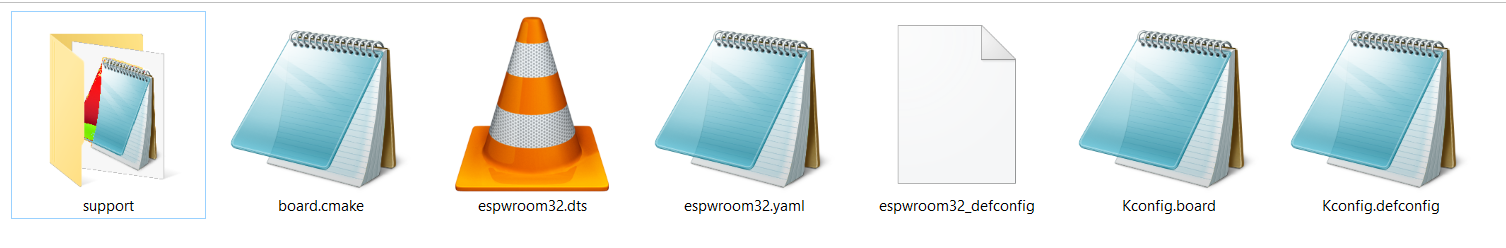 support
board.cmake
espwroom32.dts
espwroom32.yaml
espwroom32_defconfig
Kconfig.board
Kconfig.defconfig